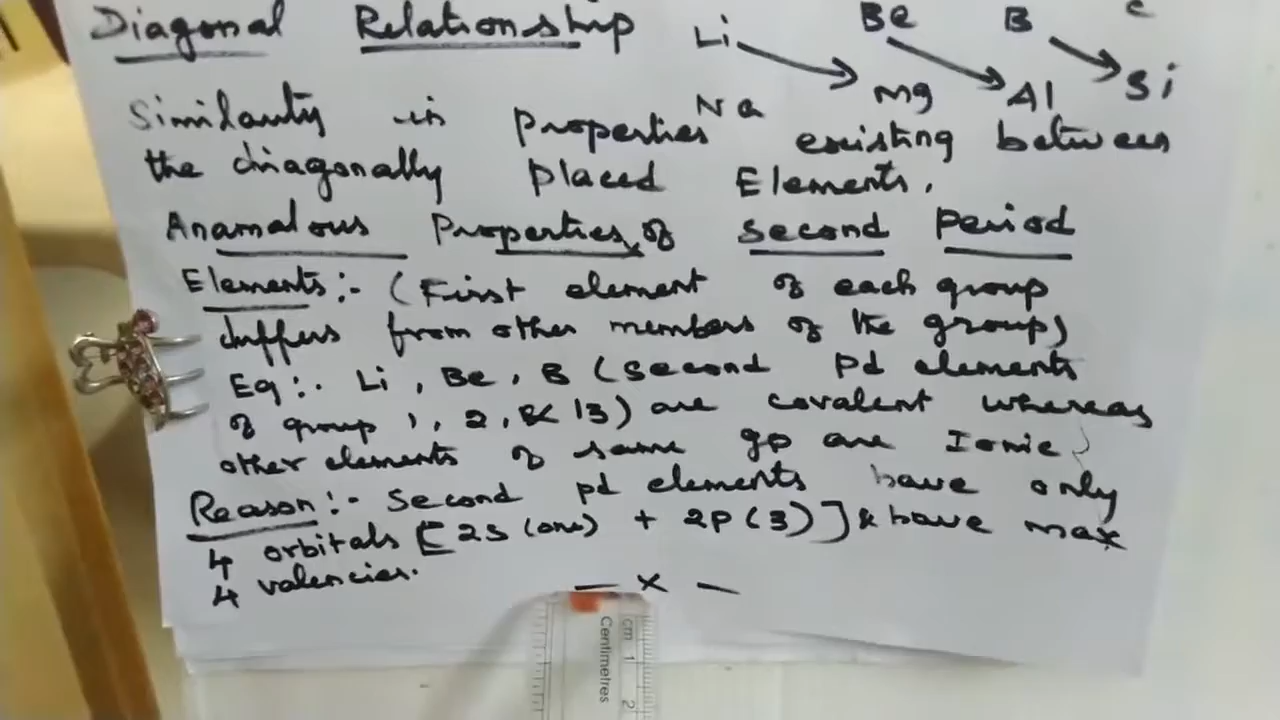 Diagonal Relationship Li Be B C
Na Mg Al Si
Similarity in Properties existing between
the diagonally placed Elements.
Anamalous Properties of Second Period
Elements:- (First element of each group
differs from other members of the group)
Eg:. Li, Be, B (second Pd elements
of group 1, 2, & 13) are covalent whereas
other elements of same gp are Ionic
Reason:- Second pd elements have only
4 orbitals [2s (one) + 2p (3)] & have max
4 valencies.
— x —
Centimetres
cm 1 2